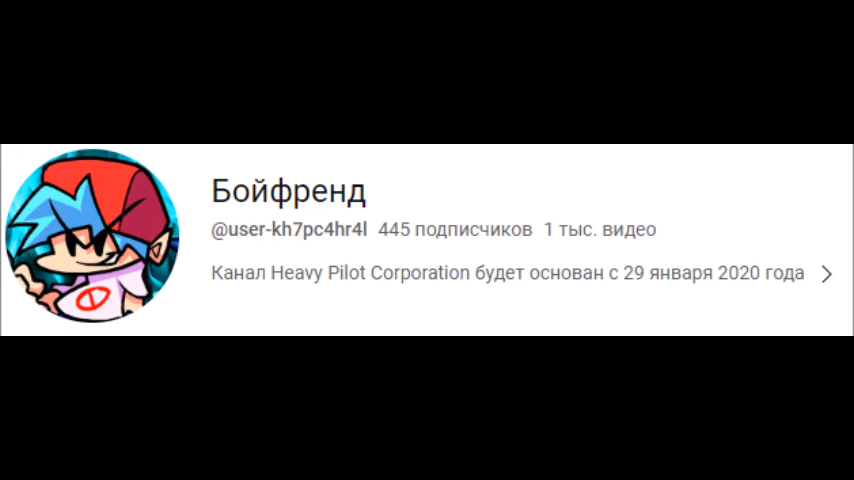 Бойфренд
@user-kh7pc4hr4l 445 подписчиков 1 тыс. видео
Канал Heavy Pilot Corporation будет основан с 29 января 2020 года